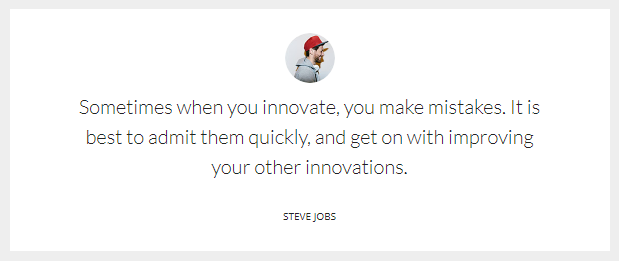 Sometimes when you innovate, you make mistakes. It is
best to admit them quickly, and get on with improving
your other innovations.
STEVE JOBS